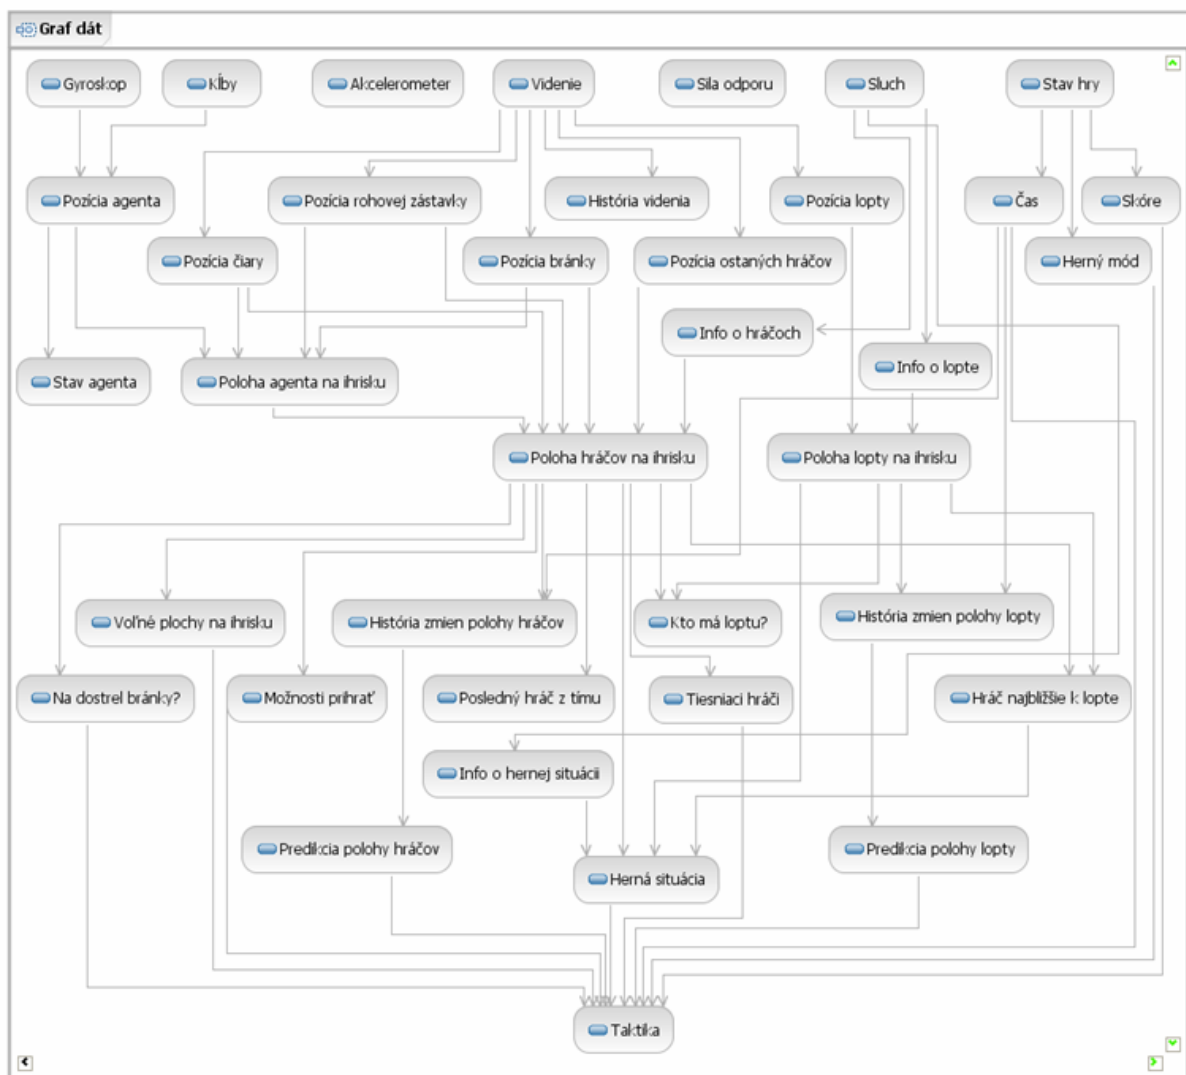 Graf dát
Gyroskop
Kĺby
Akcelerometer
Videnie
Sila odporu
Sluch
Stav hry
Pozícia agenta
Pozícia rohovej zástavky
História videnia
Pozícia lopty
Čas
Skóre
Pozícia čiary
Pozícia bránky
Pozícia ostaných hráčov
Herný mód
Info o hráčoch
Info o lopte
Stav agenta
Poloha agenta na ihrisku
Poloha hráčov na ihrisku
Poloha lopty na ihrisku
Voľné plochy na ihrisku
História zmien polohy hráčov
Kto má loptu?
História zmien polohy lopty
Na dostrel bránky?
Možnosti prihrať
Posledný hráč z tímu
Tiesniaci hráči
Hráč najbližšie k lopte
Info o hernej situácii
Predikcia polohy hráčov
Predikcia polohy lopty
Herná situácia
Taktika